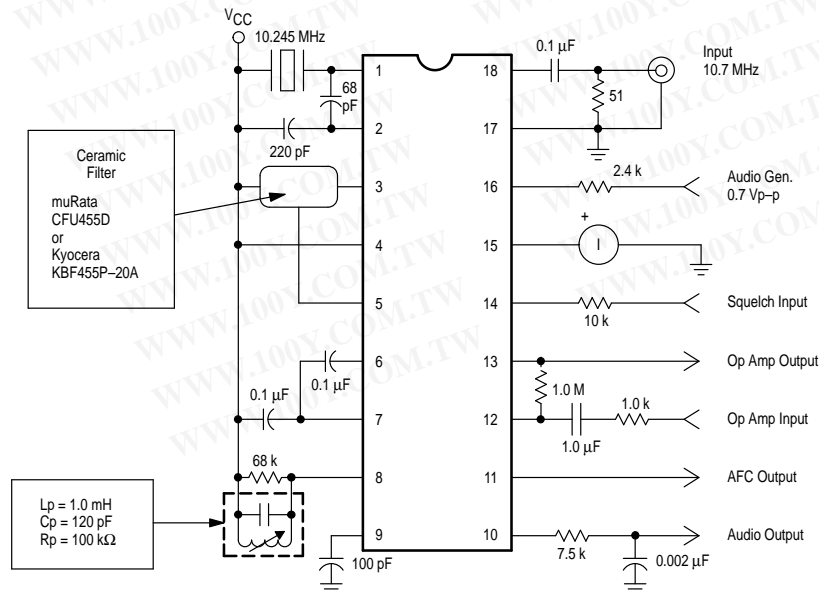 VCC
10.245 MHz
68
pF
220 pF
Ceramic
Filter
muRata
CFU455D
or
Kyocera
KBF455P–20A
0.1 µF
0.1 µF
68 k
Lp = 1.0 mH
Cp = 120 pF
Rp = 100 kΩ
100 pF
1
2
3
4
5
6
7
8
9
18
17
16
15
14
13
12
11
10
0.1 µF
51
Input
10.7 MHz
2.4 k
Audio Gen.
0.7 Vp–p
+
I
10 k
Squelch Input
Op Amp Output
1.0 M
1.0 µF
1.0 k
Op Amp Input
AFC Output
7.5 k
0.002 µF
Audio Output
WWW.100Y.COM.TW